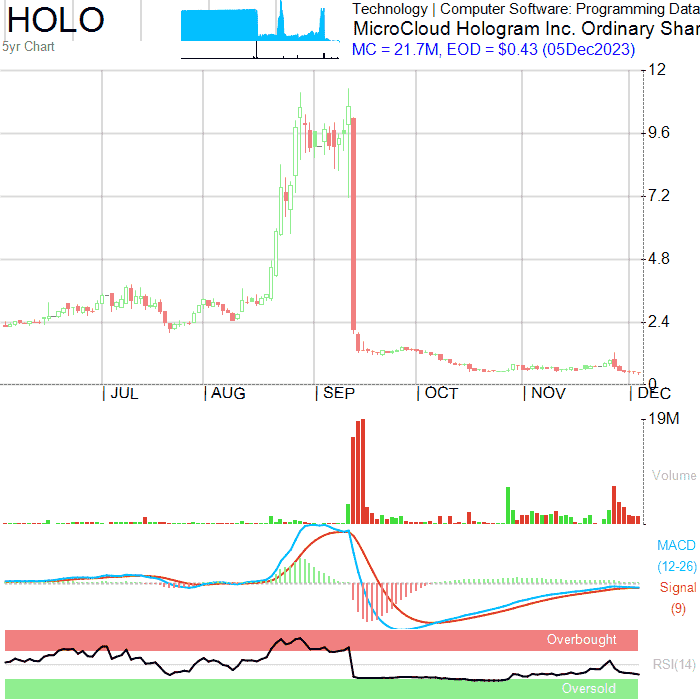 HOLO
5yr Chart
Technology | Computer Software: Programming Data
MicroCloud Hologram Inc. Ordinary Shar
MC = 21.7M, EOD = $0.43 (05Dec2023)
12
9.6
7.2
4.8
2.4
0
JUL AUG SEP OCT NOV DEC
19M
Volume
MACD
(12-26)
Signal
(9)
Overbought
RSI(14)
Oversold